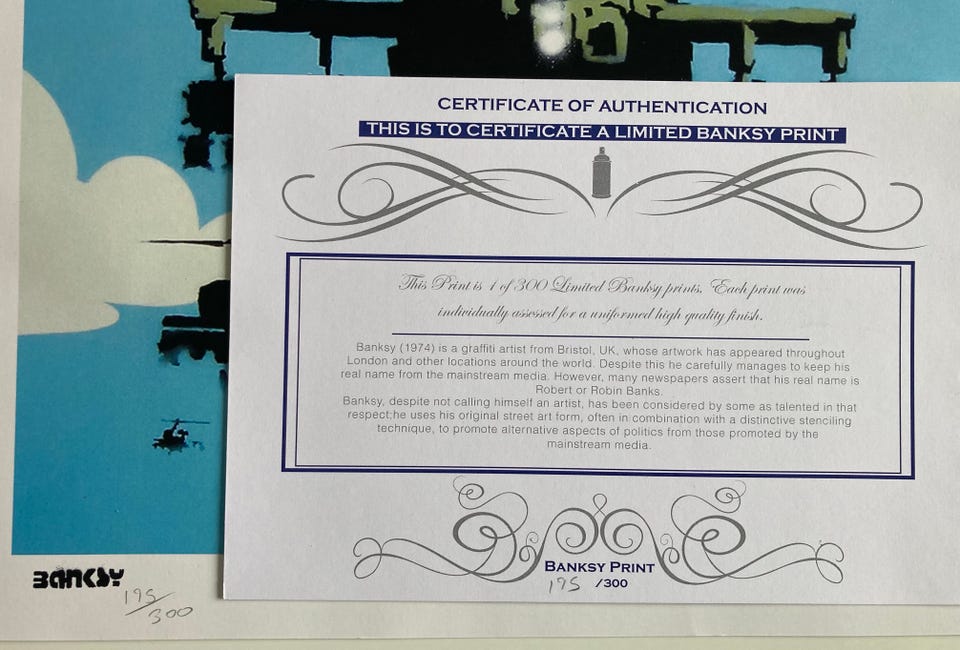 CERTIFICATE OF AUTHENTICATION
THIS IS TO CERTIFICATE A LIMITED BANKSY PRINT
This Print is 1 of 300 Limited Banksy prints. Each print was
individually assessed for a uniformed high quality finish.
Banksy (1974) is a graffiti artist from Bristol, UK, whose artwork has appeared throughout
London and other locations around the world. Despite this he carefully manages to keep his
real name from the mainstream media. However, many newspapers assert that his real name is
Robert or Robin Banks.
Banksy, despite not calling himself an artist, has been considered by some as talented in that
respect;he uses his original street art form, often in combination with a distinctive stenciling
technique, to promote alternative aspects of politics from those promoted by the
mainstream media.
BANKSY PRINT
195 /300
BANKSY
195/300